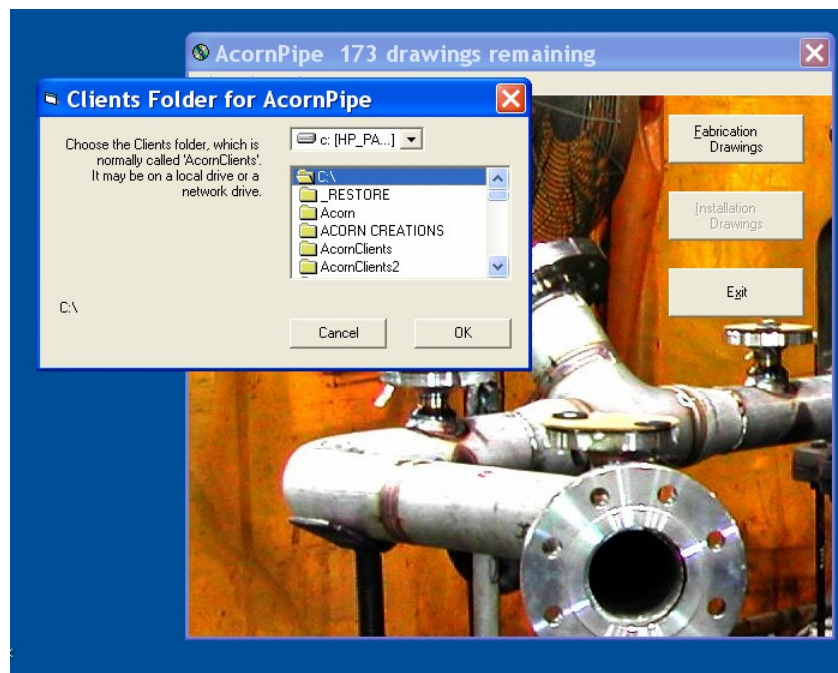 AcornPipe 173 drawings remaining
Clients Folder for AcornPipe
Choose the Clients folder, which is
normally called 'AcornClients'.
It may be on a local drive or a
network drive.
c: [HP_PA...]
C:\
_RESTORE
Acorn
ACORN CREATIONS
AcornClients
AcornClients2
C:\
Cancel
OK
Fabrication
Drawings
Installation
Drawings
Exit